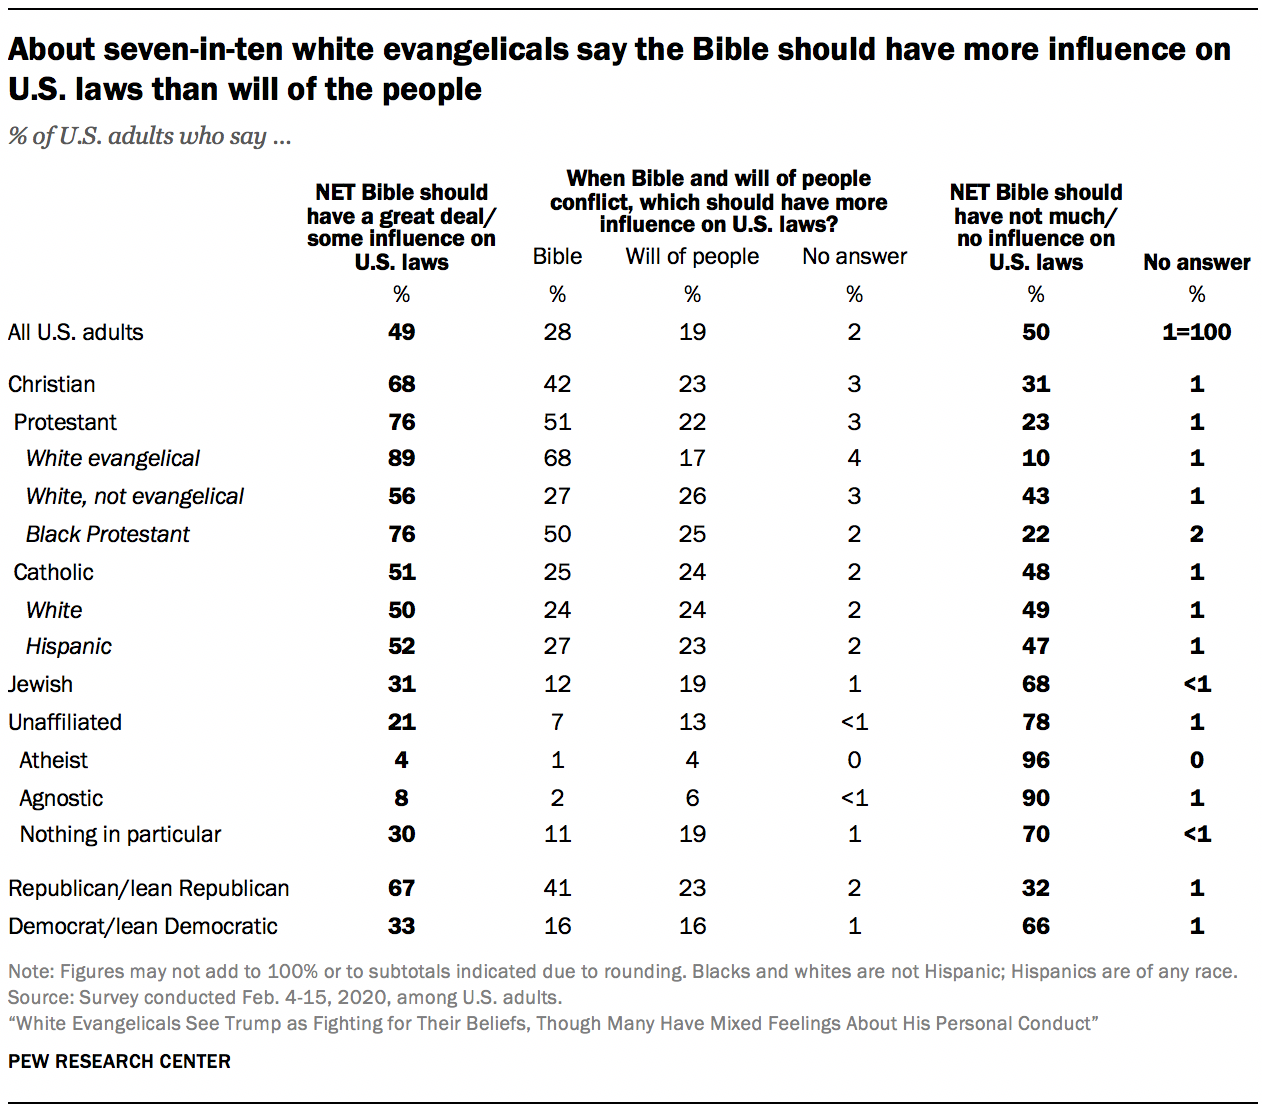 About seven-in-ten white evangelicals say the Bible should have more influence on
U.S. laws than will of the people
% of U.S. adults who say ...
NET Bible should
have a great deal/
some influence on
U.S. laws
When Bible and will of people
conflict, which should have more
influence on U.S. laws?
Bible Will of people No answer
NET Bible should
have not much/
no influence on
U.S. laws
No answer
% % % % % %
All U.S. adults 49 28 19 2 50 1=100
Christian 68 42 23 3 31 1
Protestant 76 51 22 3 23 1
White evangelical 89 68 17 4 10 1
White, not evangelical 56 27 26 3 43 1
Black Protestant 76 50 25 2 22 2
Catholic 51 25 24 2 48 1
White 50 24 24 2 49 1
Hispanic 52 27 23 2 47 1
Jewish 31 12 19 1 68 <1
Unaffiliated 21 7 13 <1 78 1
Atheist 4 1 4 0 96 0
Agnostic 8 2 6 <1 90 1
Nothing in particular 30 11 19 1 70 <1
Republican/lean Republican 67 41 23 2 32 1
Democrat/lean Democratic 33 16 16 1 66 1
Note: Figures may not add to 100% or to subtotals indicated due to rounding. Blacks and whites are not Hispanic; Hispanics are of any race.
Source: Survey conducted Feb. 4-15, 2020, among U.S. adults.
“White Evangelicals See Trump as Fighting for Their Beliefs, Though Many Have Mixed Feelings About His Personal Conduct”
PEW RESEARCH CENTER